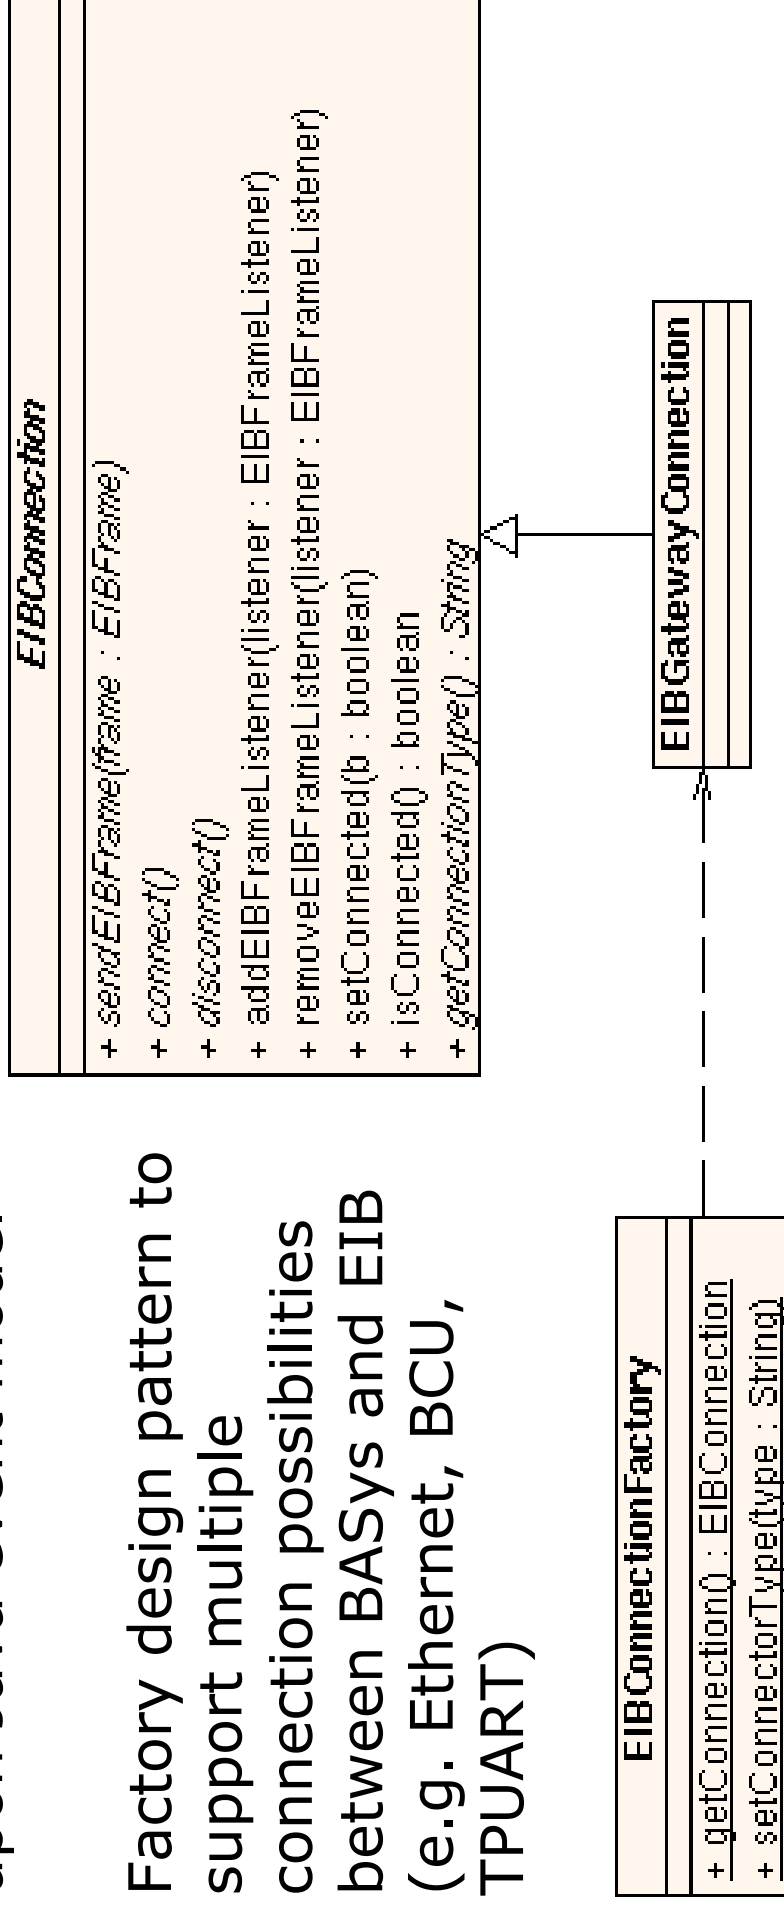 Factory design pattern to
support multiple
connection possibilities
between BASys and EIB
(e.g. Ethernet, BCU,
TPUART)
EIBConnection
+ sendEIBFrame(frame : EIBFrame)
+ connect()
+ disconnect()
+ addEIBFrameListener(listener : EIBFrameListener)
+ removeEIBFrameListener(listener : EIBFrameListener)
+ setConnected(b : boolean)
+ isConnected() : boolean
+ getConnectionType() : String
EIBConnectionFactory
+ getConnection() : EIBConnection
+ setConnectorType(type : String)
EIBGatewayConnection